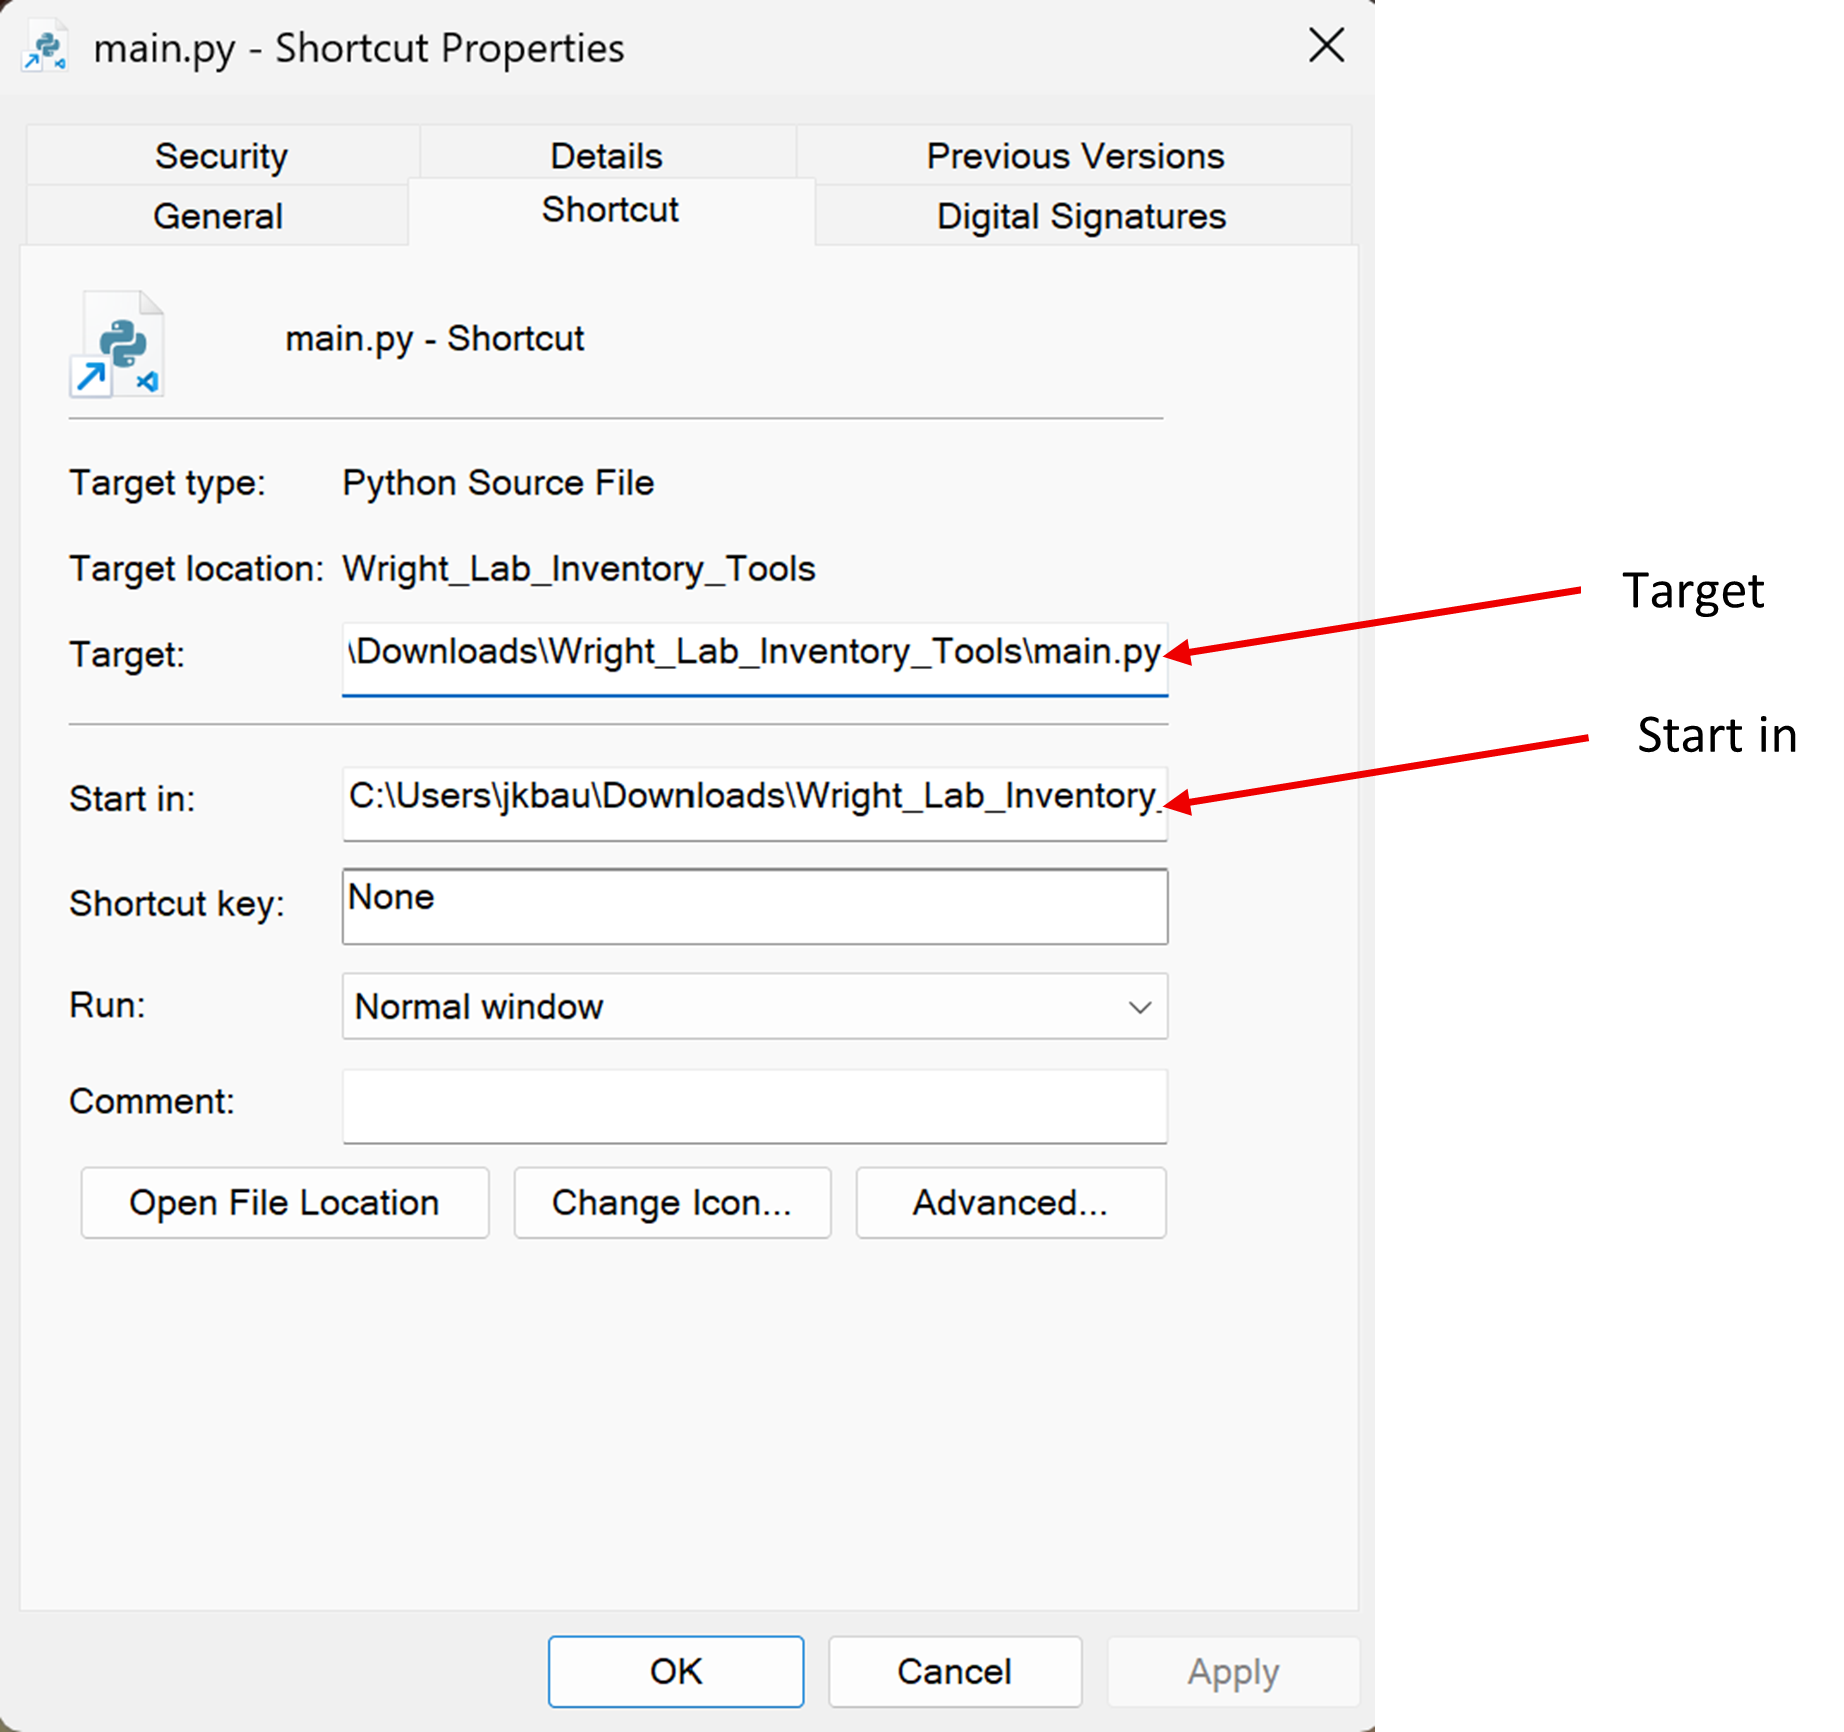 main.py - Shortcut Properties
Security Details Previous Versions
General Shortcut Digital Signatures
main.py - Shortcut
Target type: Python Source File
Target location: Wright_Lab_Inventory_Tools
Target: \Downloads\Wright_Lab_Inventory_Tools\main.py
Target
Start in: C:\Users\jkbau\Downloads\Wright_Lab_Inventory_
Start in
Shortcut key: None
Run: Normal window
Comment:
Open File Location Change Icon... Advanced...
OK Cancel Apply